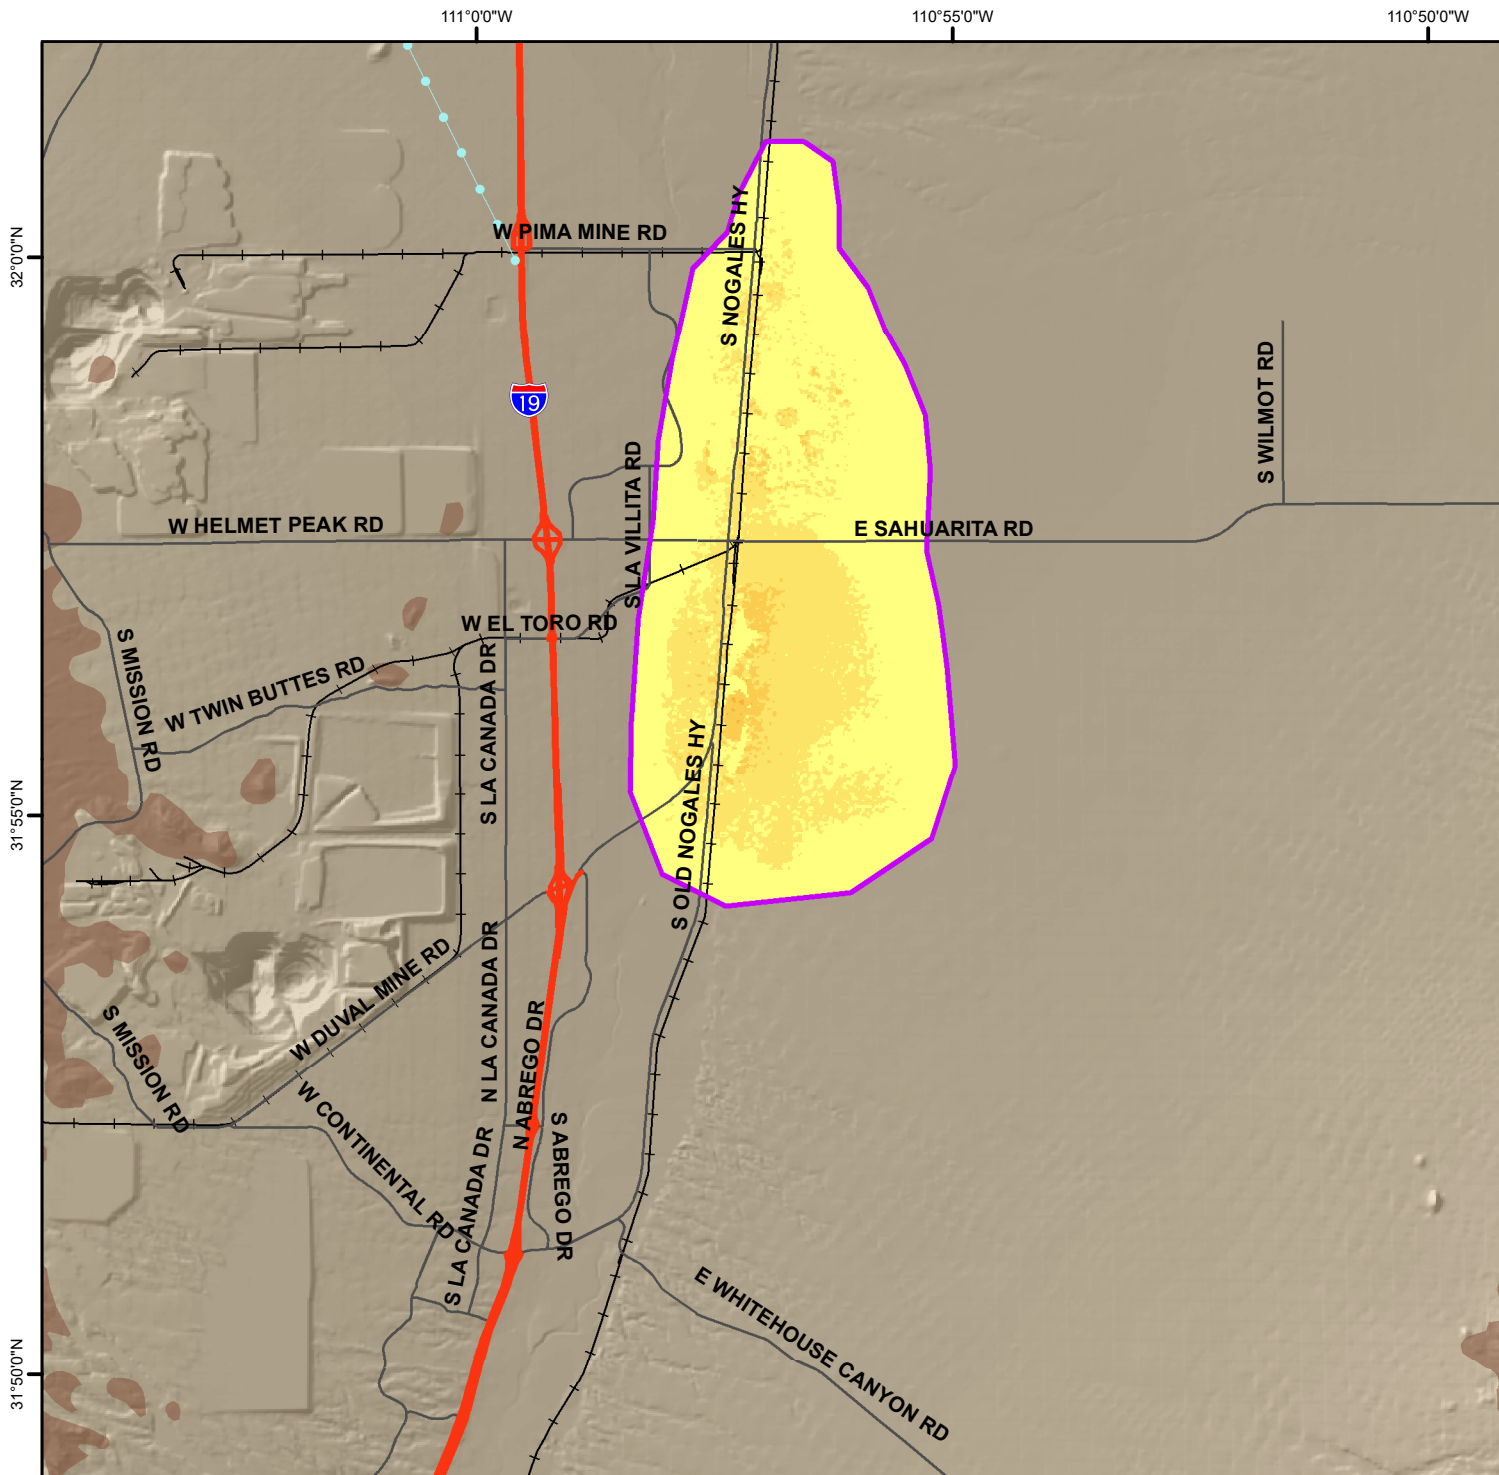 111°0'0"W
110°55'0"W
110°50'0"W
32°0'0"N
31°55'0"N
31°50'0"N
W PIMA MINE RD
S NOGALES HY
19
S WILMOT RD
S LA VILLITA RD
W HELMET PEAK RD
E SAHUARITA RD
W EL TORO RD
S MISSION RD
W TWIN BUTTES RD
S LA CANADA DR
S OLD NOGALES HY
N LA CANADA DR
W DUVAL MINE RD
N ABREGO DR
S MISSION RD
W CONTINENTAL RD
S LA CANADA DR
S ABREGO DR
E WHITEHOUSE CANYON RD